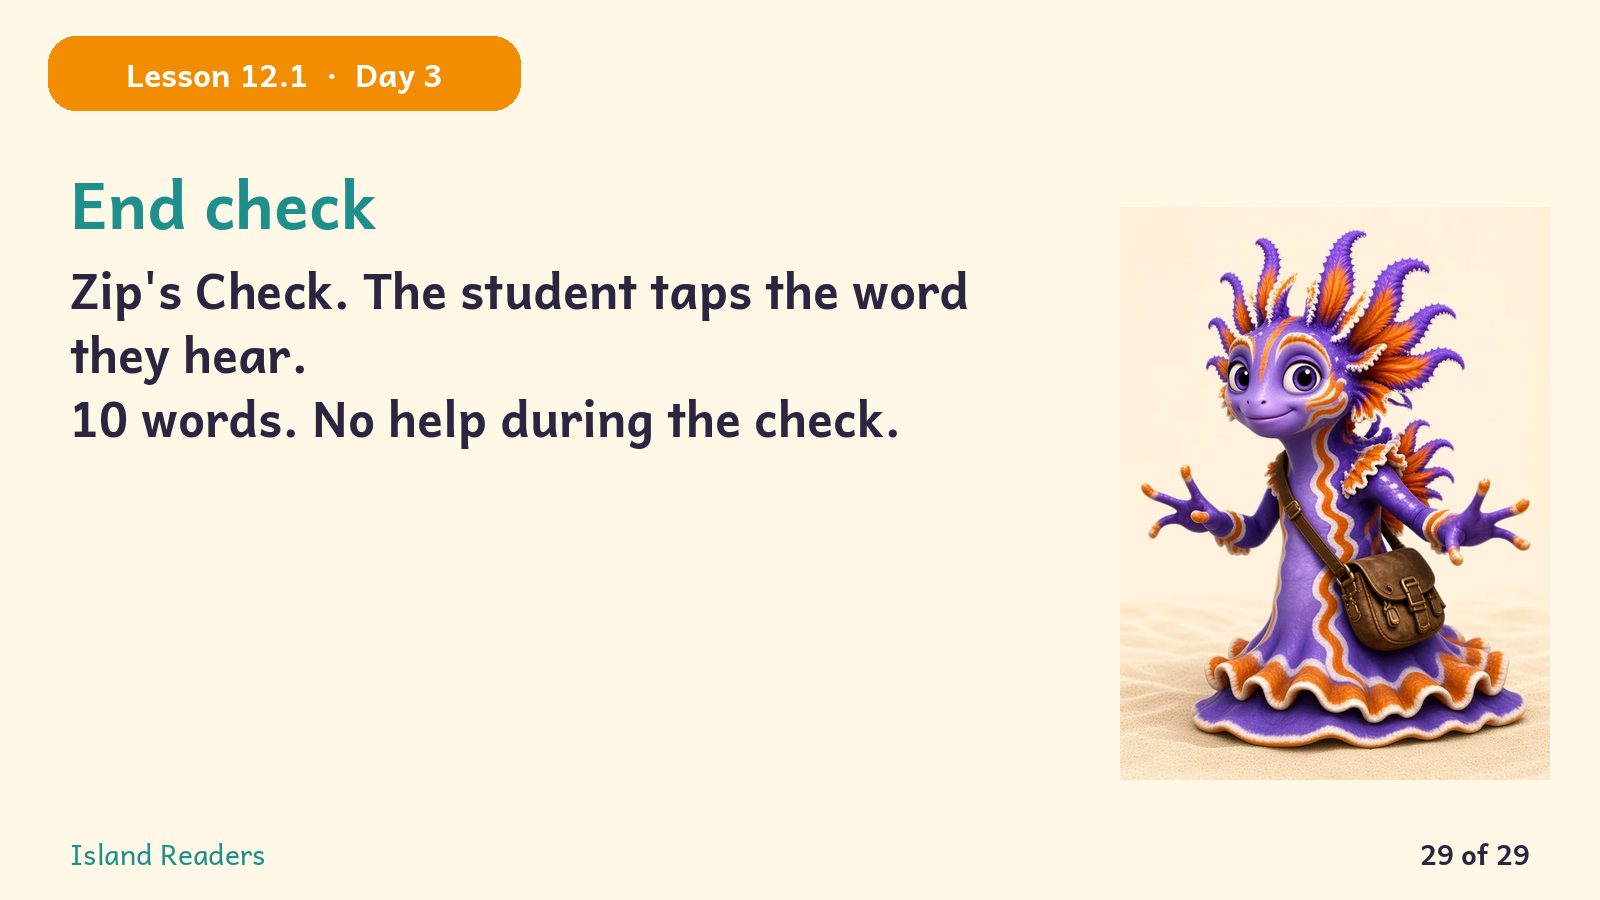 Lesson 12.1 · Day 3
End check
Zip's Check. The student taps the word
they hear.
10 words. No help during the check.
Island Readers
29 of 29